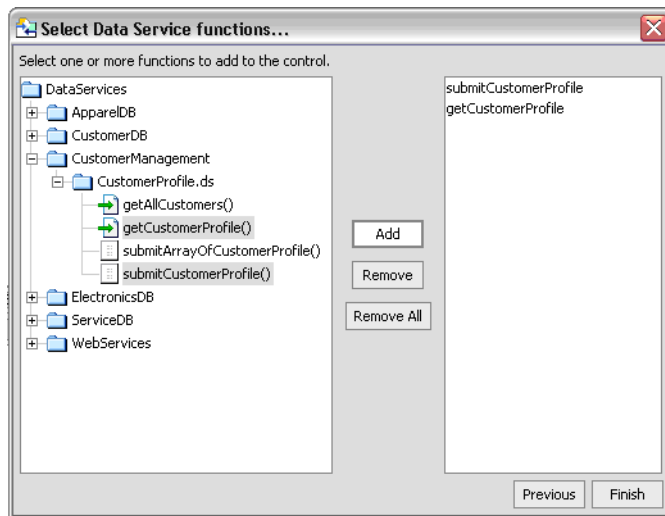 Select Data Service functions...
Select one or more functions to add to the control.
DataServices
ApparelDB
CustomerDB
CustomerManagement
CustomerProfile.ds
getAllCustomers()
getCustomerProfile()
submitArrayOfCustomerProfile()
submitCustomerProfile()
ElectronicsDB
ServiceDB
WebServices
Add
Remove
Remove All
submitCustomerProfile
getCustomerProfile
Previous
Finish